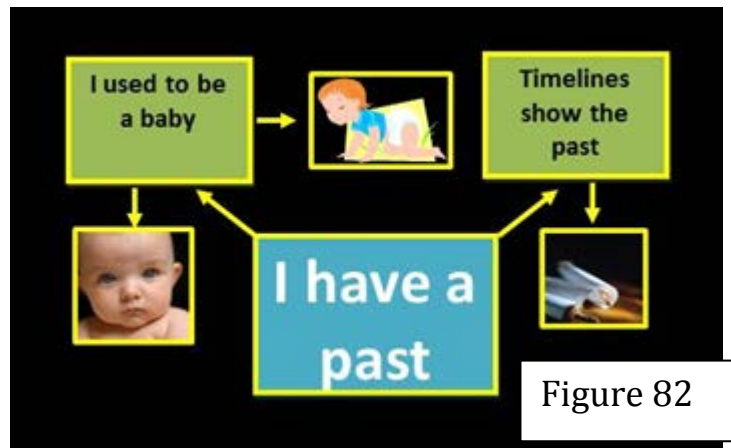 I used to be
a baby
Timelines
show the
past
I have a
past
Figure 82